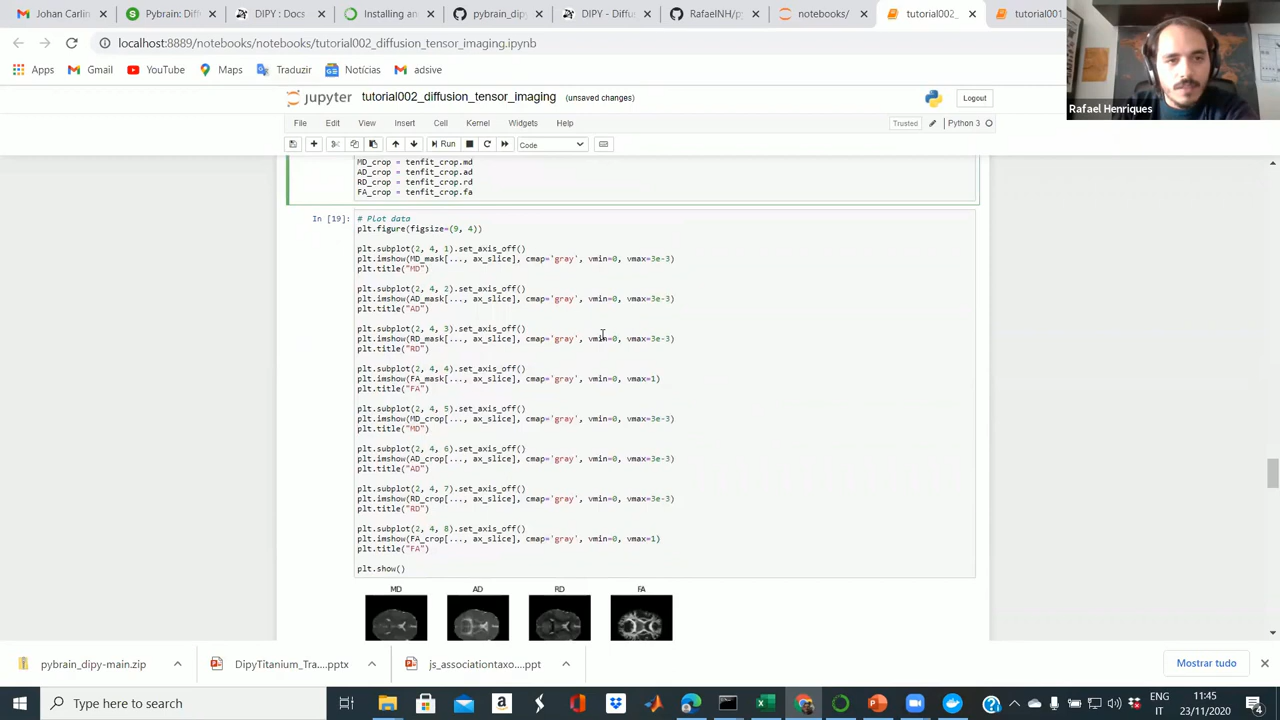 Johan Carlin
Pybrain: Dif
DIPY : Docu
Installing an
pybrain_dip
DIPY - Diffus
RafaelNH/p
notebooks/
tutorial002_d
tutorial001
localhost:8889/notebooks/notebooks/tutorial002_diffusion_tensor_imaging.ipynb
Apps
Gmail
YouTube
Maps
Traduzir
Notícias
adsive
Rafael Henriques
jupyter tutorial002_diffusion_tensor_imaging (unsaved changes)
Logout
File Edit View Insert Cell Kernel Widgets Help
Trusted
Python 3
Run
Code
MD_crop = tenfit_crop.md
AD_crop = tenfit_crop.ad
RD_crop = tenfit_crop.rd
FA_crop = tenfit_crop.fa
In [19]:
# Plot data
plt.figure(figsize=(9, 4))
plt.subplot(2, 4, 1).set_axis_off()
plt.imshow(MD_mask[..., ax_slice], cmap='gray', vmin=0, vmax=3e-3)
plt.title("MD")
plt.subplot(2, 4, 2).set_axis_off()
plt.imshow(AD_mask[..., ax_slice], cmap='gray', vmin=0, vmax=3e-3)
plt.title("AD")
plt.subplot(2, 4, 3).set_axis_off()
plt.imshow(RD_mask[..., ax_slice], cmap='gray', vmin=0, vmax=3e-3)
plt.title("RD")
plt.subplot(2, 4, 4).set_axis_off()
plt.imshow(FA_mask[..., ax_slice], cmap='gray', vmin=0, vmax=1)
plt.title("FA")
plt.subplot(2, 4, 5).set_axis_off()
plt.imshow(MD_crop[..., ax_slice], cmap='gray', vmin=0, vmax=3e-3)
plt.title("MD")
plt.subplot(2, 4, 6).set_axis_off()
plt.imshow(AD_crop[..., ax_slice], cmap='gray', vmin=0, vmax=3e-3)
plt.title("AD")
plt.subplot(2, 4, 7).set_axis_off()
plt.imshow(RD_crop[..., ax_slice], cmap='gray', vmin=0, vmax=3e-3)
plt.title("RD")
plt.subplot(2, 4, 8).set_axis_off()
plt.imshow(FA_crop[..., ax_slice], cmap='gray', vmin=0, vmax=1)
plt.title("FA")
plt.show()
MD AD RD FA
pybrain_dipy-main.zip
DipyTitanium_Tra....pptx
js_associationtaxo....ppt
Mostrar tudo
Type here to search
ENG
IT
11:45
23/11/2020
4